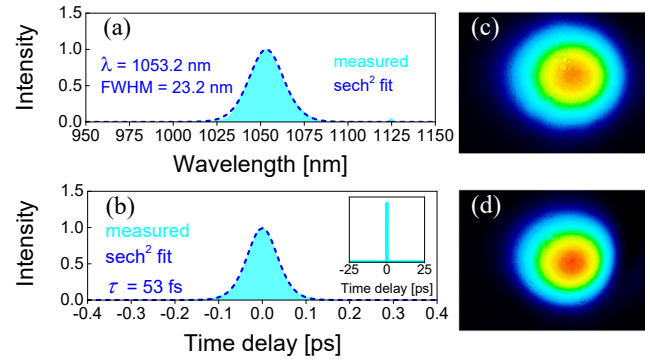 (a)
λ = 1053.2 nm
FWHM = 23.2 nm
measured
sech² fit
Intensity
1.5
1.0
0.5
0.0
950 975 1000 1025 1050 1075 1100 1125 1150
Wavelength [nm]
(b)
measured
sech² fit
τ = 53 fs
Intensity
1.5
1.0
0.5
0.0
-0.4 -0.3 -0.2 -0.1 0.0 0.1 0.2 0.3 0.4
Time delay [ps]
-25 0 25
Time delay [ps]
(c)
(d)